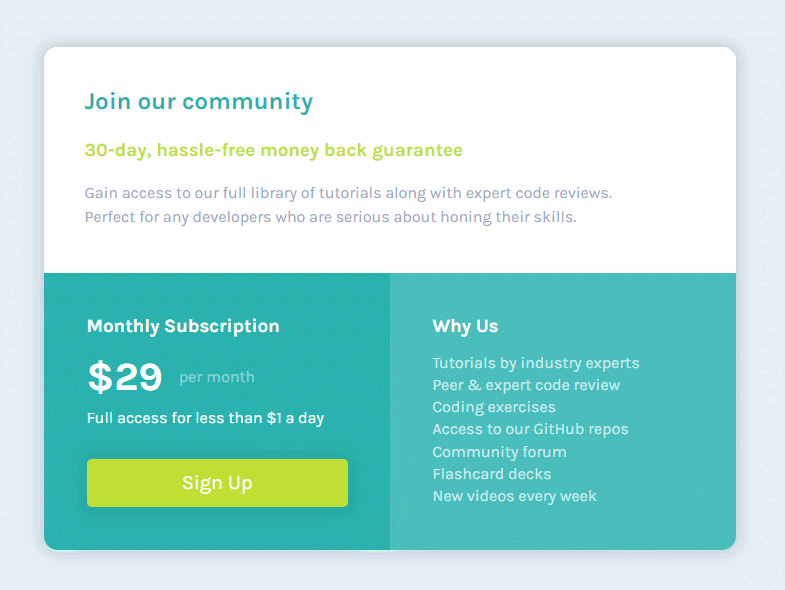 Join our community
30-day, hassle-free money back guarantee
Gain access to our full library of tutorials along with expert code reviews.
Perfect for any developers who are serious about honing their skills.
Monthly Subscription
$29 per month
Full access for less than $1 a day
Sign Up
Why Us
Tutorials by industry experts
Peer & expert code review
Coding exercises
Access to our GitHub repos
Community forum
Flashcard decks
New videos every week